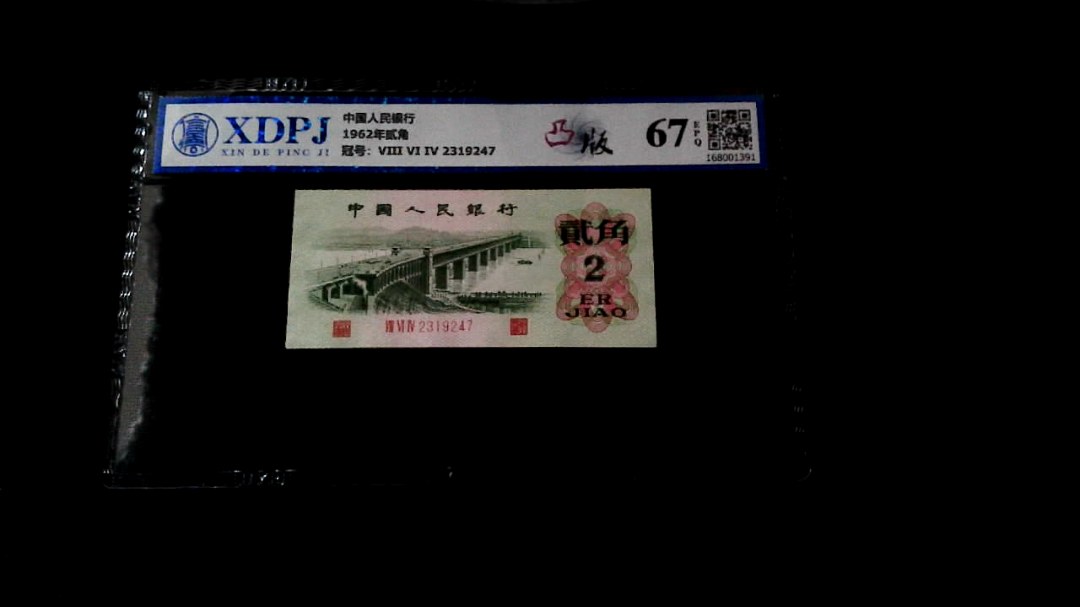 XDPJ
XIN DE PING JI
中国人民银行
1962年贰角
冠号：VIII VI IV 2319247
凸版
67
EPQ
168001391
中國人民銀行
貳角
2
ER
JIAO
VIII VI IV 2319247